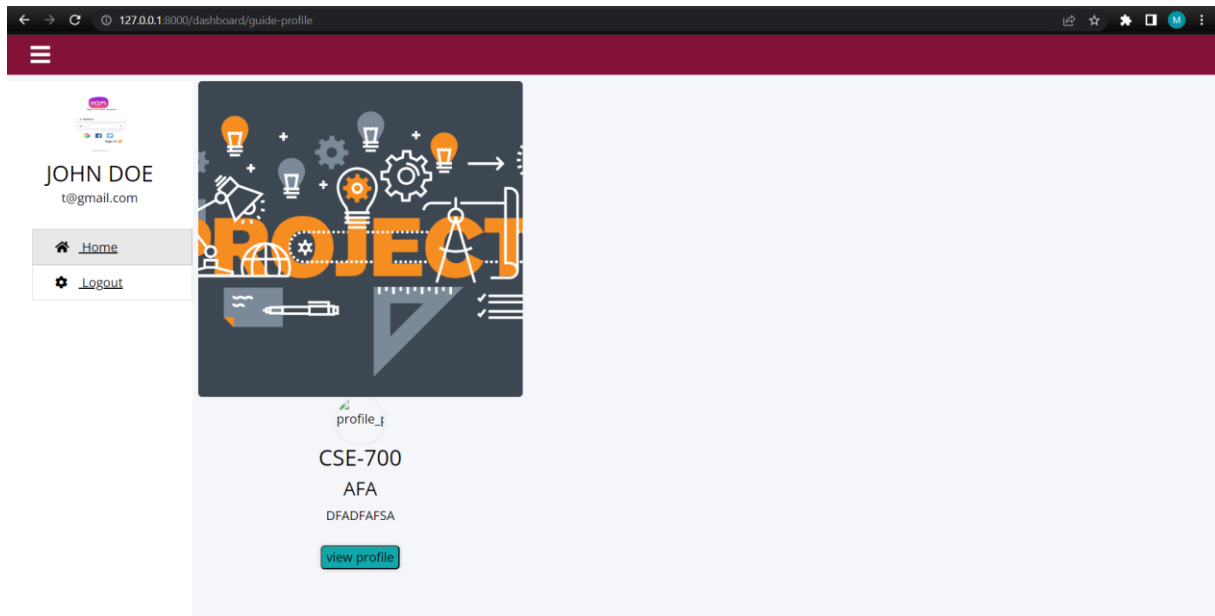 127.0.0.1:8000/dashboard/guide-profile
M
JOHN DOE
t@gmail.com
Home
Logout
PROJECT
profile_p
CSE-700
AFA
DFADFAFSA
view profile